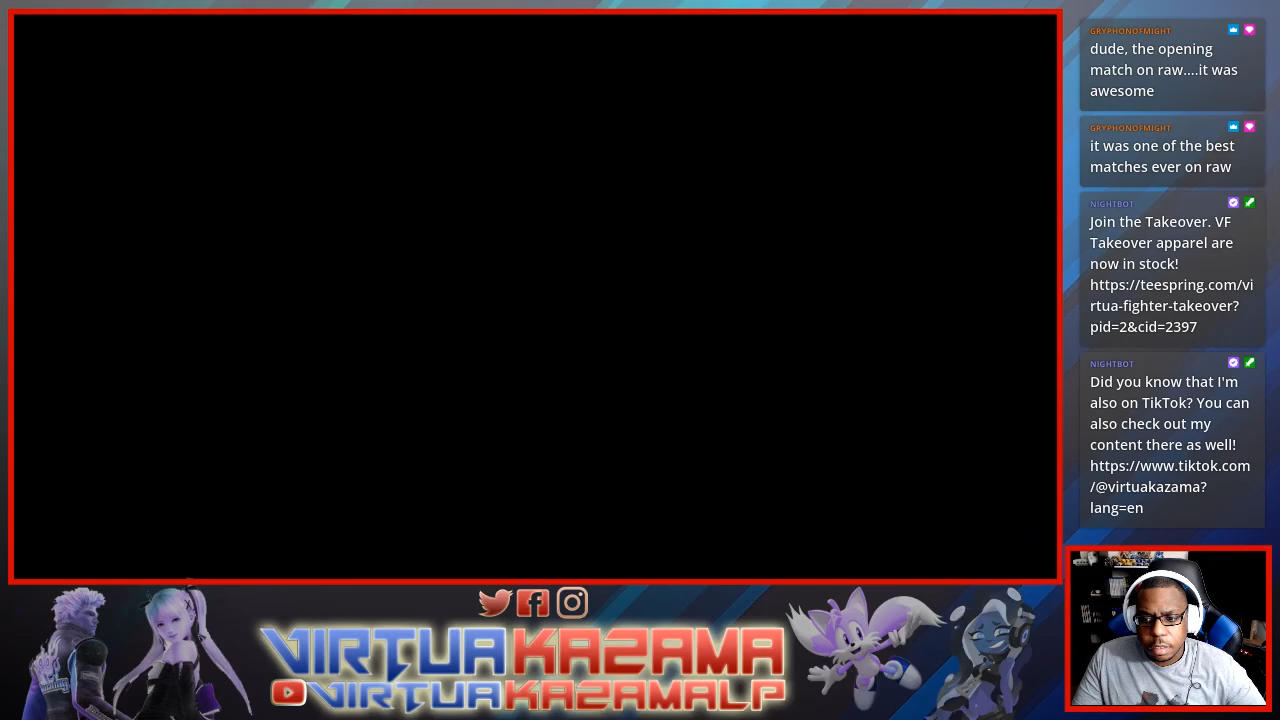 GRYPHONOFMIGHT
dude, the opening
match on raw....it was
awesome
GRYPHONOFMIGHT
it was one of the best
matches ever on raw
NIGHTBOT
Join the Takeover. VF
Takeover apparel are
now in stock!
https://teespring.com/vi
rtua-fighter-takeover?
pid=2&cid=2397
NIGHTBOT
Did you know that I'm
also on TikTok? You can
also check out my
content there as well!
https://www.tiktok.com
/@virtuakazama?
lang=en
VIRTUAKAZAMA
VIRTUAKAZAMALP